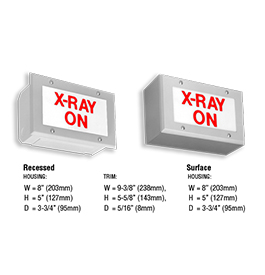 X-RAY
ON
X-RAY
ON
Recessed
HOUSING:
W = 8" (203mm)
H = 5" (127mm)
D = 3-3/4" (95mm)
TRIM:
W = 9-3/8" (238mm),
H = 5-5/8" (143mm),
D = 5/16" (8mm)
Surface
HOUSING:
W = 8" (203mm)
H = 5" (127mm)
D = 3-3/4" (95mm)